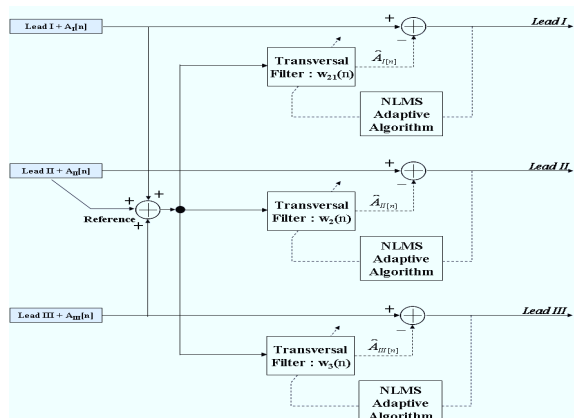 Lead I + A_I[n]
+
−
Lead I
Transversal
Filter : w_21(n)
Â_I[n]
NLMS
Adaptive
Algorithm
+
Lead II + A_II[n]
+
−
Lead II
+
+
Reference
+
Transversal
Filter : w_2(n)
Â_II[n]
NLMS
Adaptive
Algorithm
Lead III + A_III[n]
+
−
Lead III
Transversal
Filter : w_3(n)
Â_III[n]
NLMS
Adaptive
Algorithm